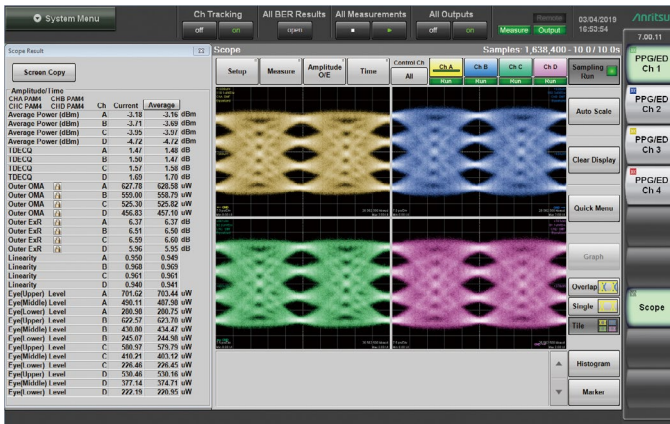 System Menu
Ch Tracking
off on
All BER Results
open
All Measurements
All Outputs
off on
Remote
Measure Output
03/04/2019
16:53:54
Anritsu
7.00.11
Scope Result
Screen Copy
Scope
Samples: 1,638,400 - 10.0/10.0s
Setup
Measure
Amplitude O/E
Time
Control Ch
All
Ch A
Run
Ch B
Run
Ch C
Run
Ch D
Run
Sampling
Run
Amplitude/Time
CHA PAM4 CHB PAM4
CHC PAM4 CHD PAM4 Ch Current Average
Average Power (dBm) A -3.18 -3.16 dBm
Average Power (dBm) B -3.71 -3.69 dBm
Average Power (dBm) C -3.95 -3.97 dBm
Average Power (dBm) D -4.72 -4.72 dBm
TDECQ A 1.47 1.48 dB
TDECQ B 1.50 1.47 dB
TDECQ C 1.57 1.58 dB
TDECQ D 1.69 1.70 dB
Outer OMA A 627.78 628.58 uW
Outer OMA B 559.00 558.79 uW
Outer OMA C 525.30 525.82 uW
Outer OMA D 456.83 457.10 uW
Outer ExR A 6.37 6.37 dB
Outer ExR B 6.51 6.50 dB
Outer ExR C 6.59 6.60 dB
Outer ExR D 5.96 5.95 dB
Linearity A 0.950 0.949
Linearity B 0.968 0.969
Linearity C 0.961 0.961
Linearity D 0.940 0.941
Eye(Upper) Level A 701.62 703.44 uW
Eye(Middle) Level A 490.11 487.98 uW
Eye(Lower) Level A 280.98 280.75 uW
Eye(Upper) Level B 622.57 623.70 uW
Eye(Middle) Level B 430.80 434.47 uW
Eye(Lower) Level B 245.07 244.98 uW
Eye(Upper) Level C 580.97 579.79 uW
Eye(Middle) Level C 410.21 403.12 uW
Eye(Lower) Level C 226.46 226.45 uW
Eye(Upper) Level D 530.46 530.16 uW
Eye(Middle) Level D 377.14 374.71 uW
Eye(Lower) Level D 222.19 220.95 uW
Auto Scale
Clear Display
Quick Menu
Graph
Overlap
Single
Tile
Histogram
Marker
PPG/ED
Ch 1
PPG/ED
Ch 2
PPG/ED
Ch 3
PPG/ED
Ch 4
Scope